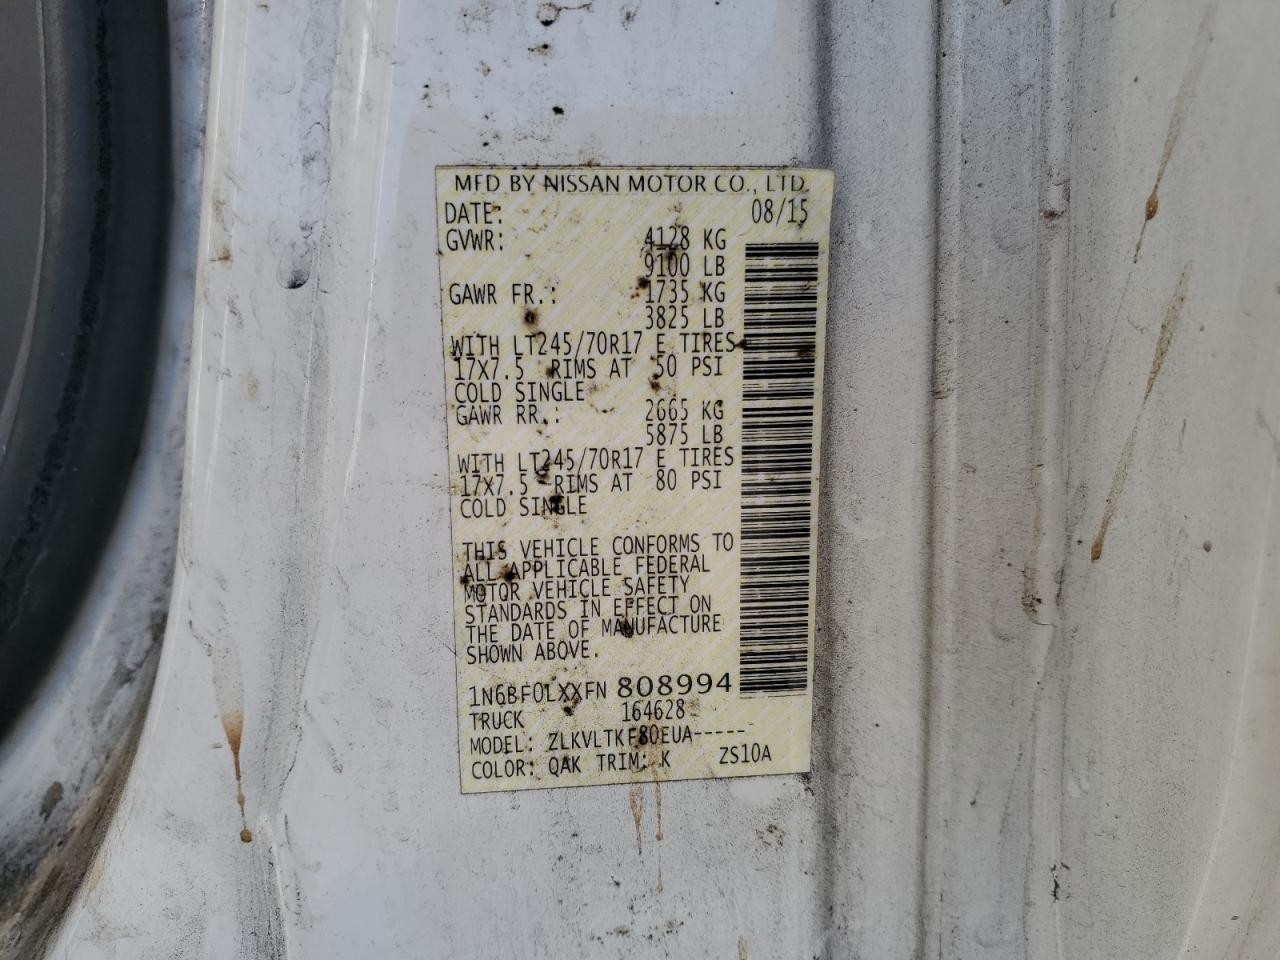 MFD BY NISSAN MOTOR CO., LTD.
DATE: 08/15
GVWR: 4128 KG
9100 LB
GAWR FR.: 1735 KG
3825 LB
WITH LT245/70R17 E TIRES
17X7.5 RIMS AT 50 PSI
COLD SINGLE
GAWR RR.: 2665 KG
5875 LB
WITH LT245/70R17 E TIRES
17X7.5 RIMS AT 80 PSI
COLD SINGLE
THIS VEHICLE CONFORMS TO
ALL APPLICABLE FEDERAL
MOTOR VEHICLE SAFETY
STANDARDS IN EFFECT ON
THE DATE OF MANUFACTURE
SHOWN ABOVE.
1N6BF0LXXFN 808994
TRUCK 164628
MODEL: ZLKVLTKF80EUA-----
COLOR: QAK TRIM: K ZS10A